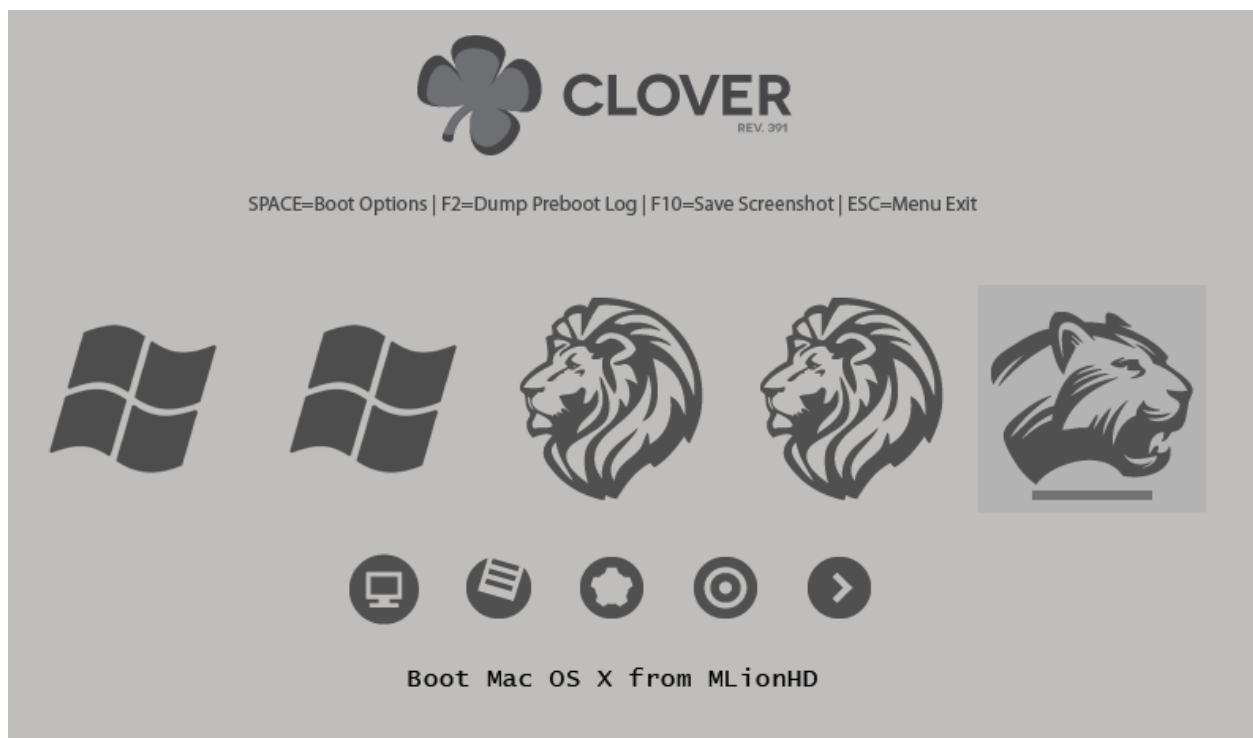 CLOVER
REV. 391
SPACE=Boot Options | F2=Dump Preboot Log | F10=Save Screenshot | ESC=Menu Exit
Boot Mac OS X from MLionHD